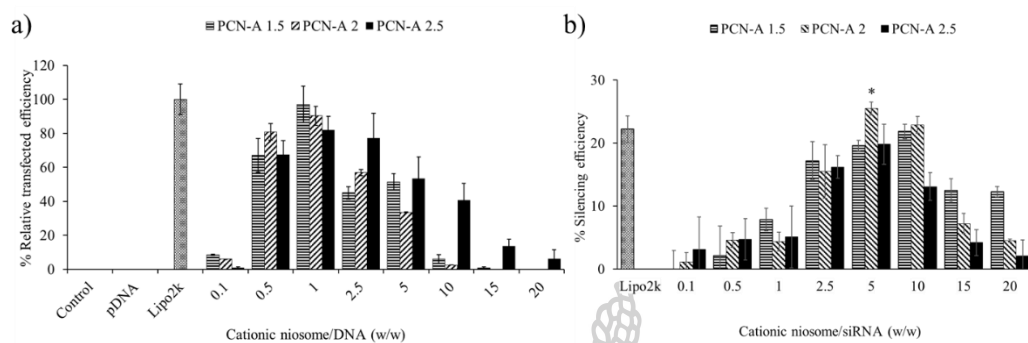 a)
PCN-A 1.5 PCN-A 2 PCN-A 2.5
% Relative transfected efficiency
120
100
80
60
40
20
0
Control pDNA Lipo2k 0.1 0.5 1 2.5 5 10 15 20
Cationic niosome/DNA (w/w)
b)
PCN-A 1.5 PCN-A 2 PCN-A 2.5
% Silencing efficiency
30
20
10
0
*
Lipo2k 0.1 0.5 1 2.5 5 10 15 20
Cationic niosome/siRNA (w/w)